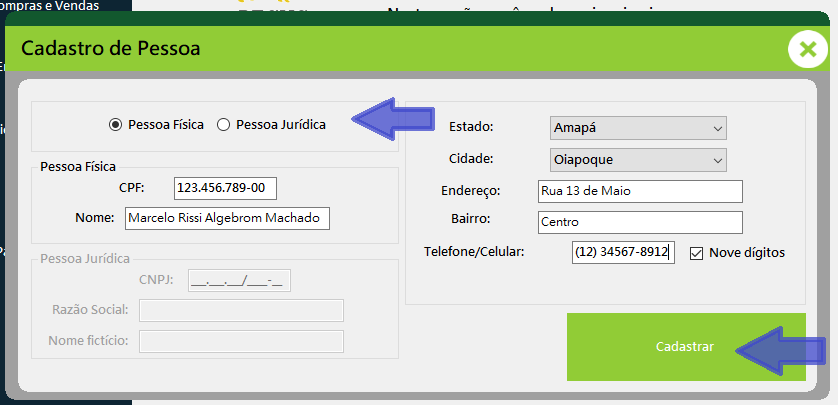 ompras e Vendas
Cadastro de Pessoa
Pessoa Física
Pessoa Jurídica
Pessoa Física
CPF: 123.456.789-00
Nome: Marcelo Rissi Algebrom Machado
Pessoa Jurídica
CNPJ: __.__.__/___-__
Razão Social:
Nome fictício:
Estado: Amapá
Cidade: Oiapoque
Endereço: Rua 13 de Maio
Bairro: Centro
Telefone/Celular: (12) 34567-8912 Nove dígitos
Cadastrar